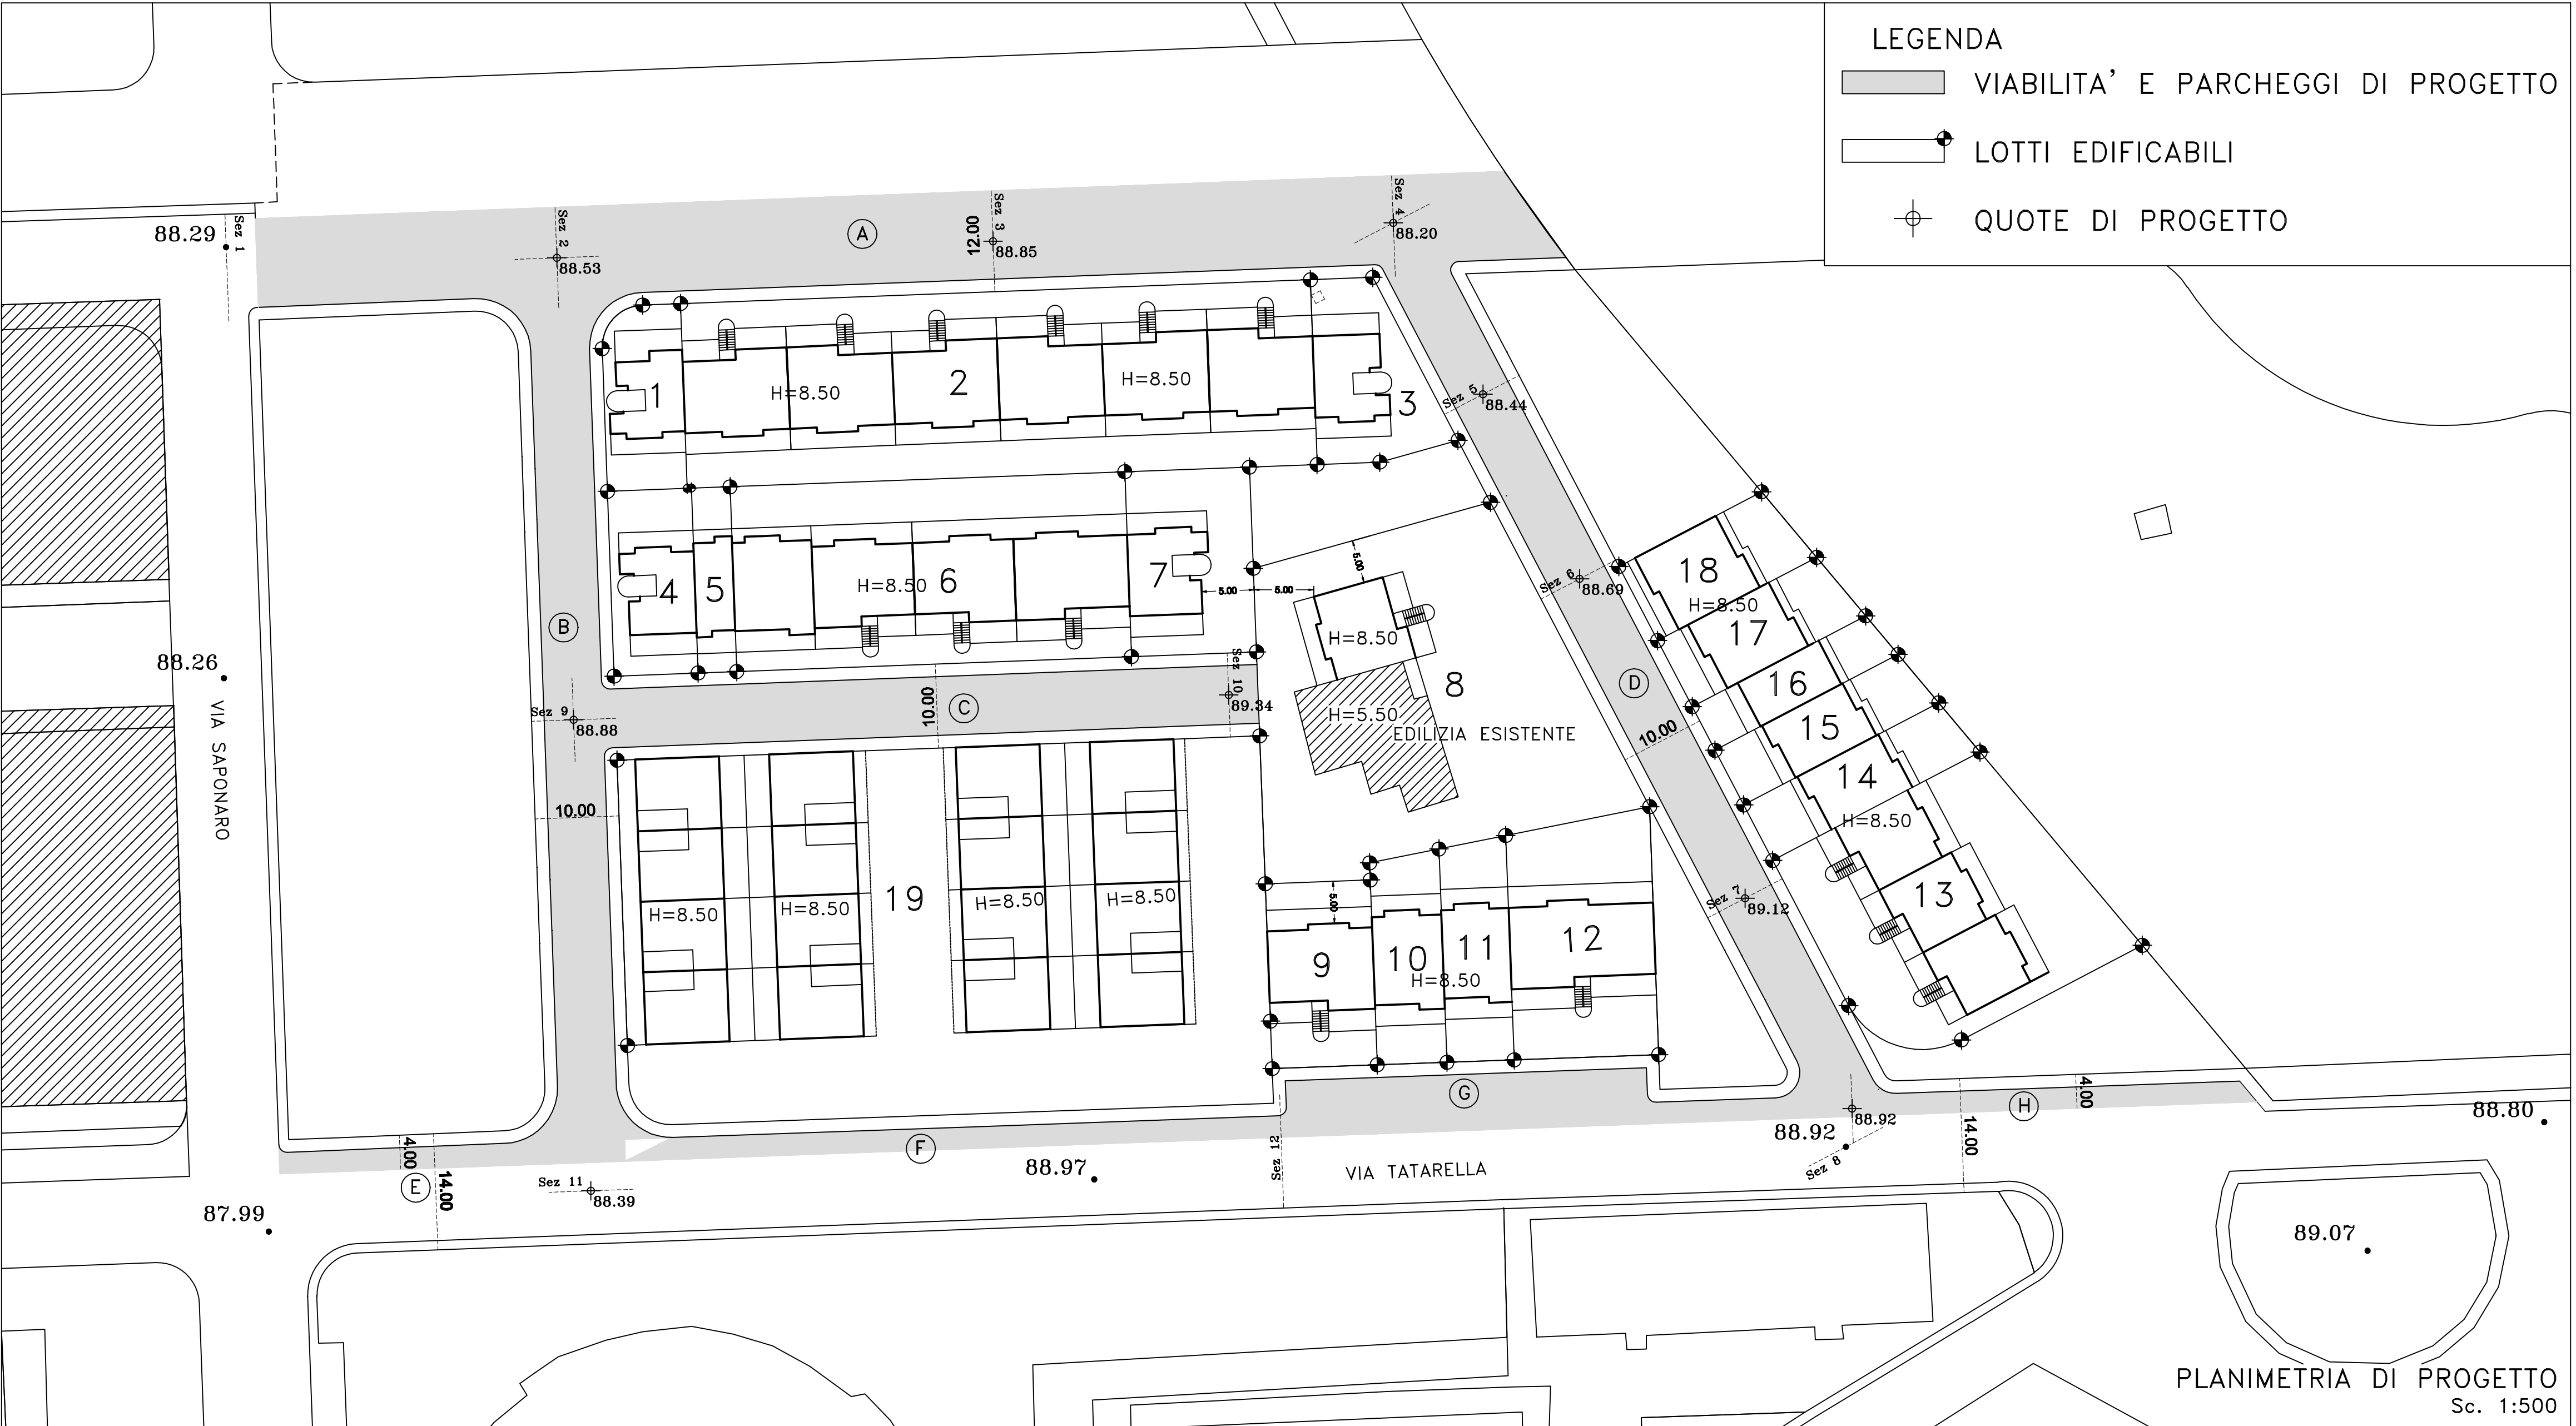 LEGENDA
VIABILITA' E PARCHEGGI DI PROGETTO
LOTTI EDIFICABILI
QUOTE DI PROGETTO
88.29
Sez 1
Sez 2
88.53
A
12.00
Sez 3
88.85
Sez 4
88.20
1
H=8.50
2
H=8.50
3
Sez 5
88.44
4
5
H=8.50
6
7
5.00
5.00
5.00
H=8.50
8
H=5.50
EDILIZIA ESISTENTE
Sez 6
88.69
18
H=8.50
17
16
15
14
H=8.50
13
B
88.26
VIA SAPONARO
Sez 9
88.88
10.00
C
Sez 10
89.34
D
10.00
10.00
H=8.50
H=8.50
19
H=8.50
H=8.50
5.00
9
10
11
12
H=8.50
Sez 7
89.12
G
H
4.00
88.80
88.92
88.92
Sez 8
14.00
4.00
E
14.00
F
Sez 11
88.39
88.97
Sez 12
VIA TATARELLA
87.99
89.07
PLANIMETRIA DI PROGETTO
Sc. 1:500